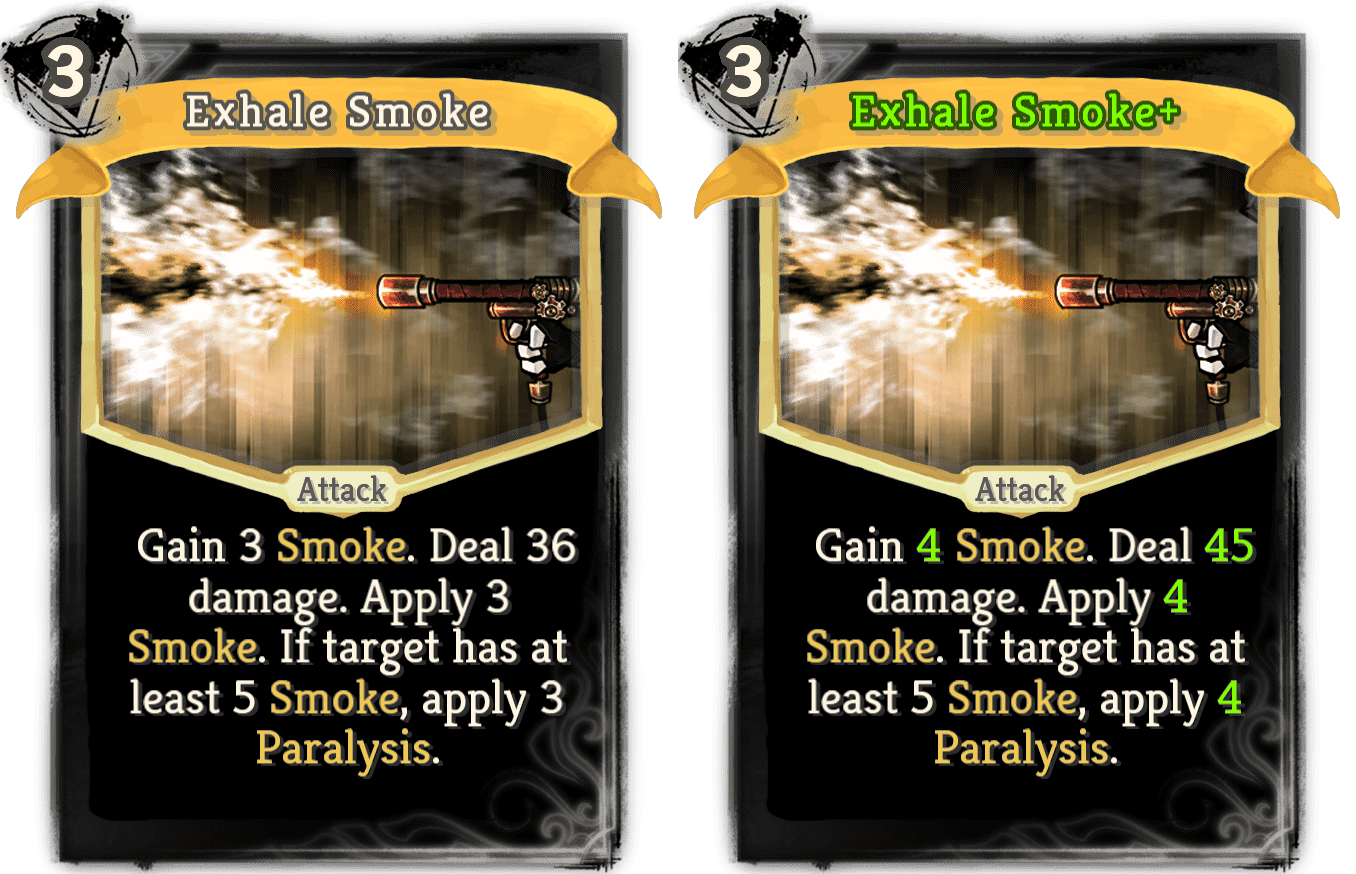 3
Exhale Smoke
Attack
Gain 3 Smoke. Deal 36
damage. Apply 3
Smoke. If target has at
least 5 Smoke, apply 3
Paralysis.
3
Exhale Smoke+
Attack
Gain 4 Smoke. Deal 45
damage. Apply 4
Smoke. If target has at
least 5 Smoke, apply 4
Paralysis.